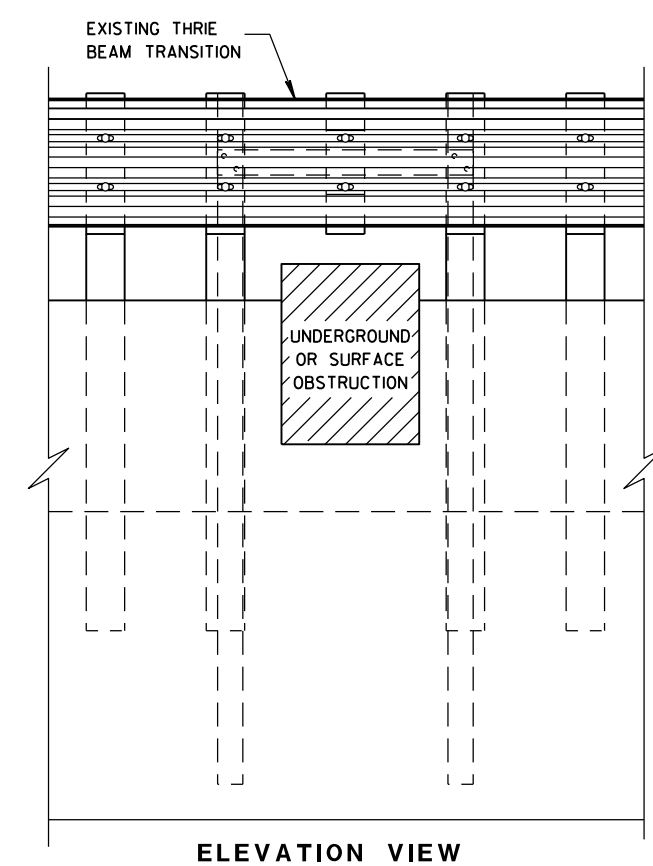 EXISTING THRIE
BEAM TRANSITION
UNDERGROUND
OR SURFACE
OBSTRUCTION
ELEVATION VIEW